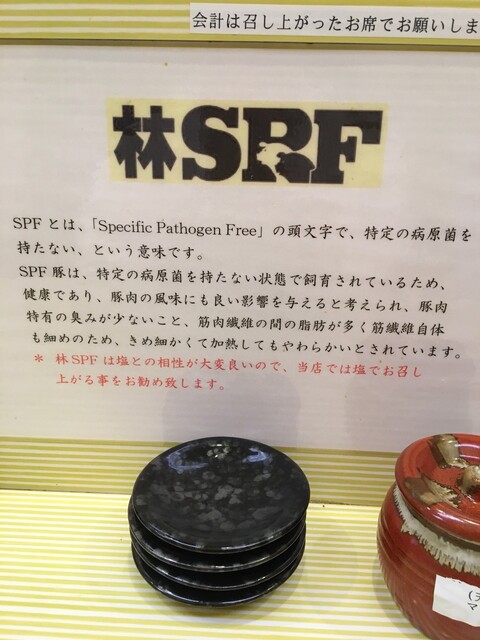 会計は召し上がったお席でお願いしま
林SPF
SPFとは、「Specific Pathogen Free」の頭文字で、特定の病原菌を
持たない、という意味です。
SPF豚は、特定の病原菌を持たない状態で飼育されているため、
健康であり、豚肉の風味にも良い影響を与えると考えられ、豚肉
特有の臭みが少ないこと、筋肉繊維の間の脂肪が多く筋繊維自体
も細めのため、きめ細かくて加熱してもやわらかいとされています。
＊ 林SPFは塩との相性が大変良いので、当店では塩でお召し
上がる事をお勧め致します。